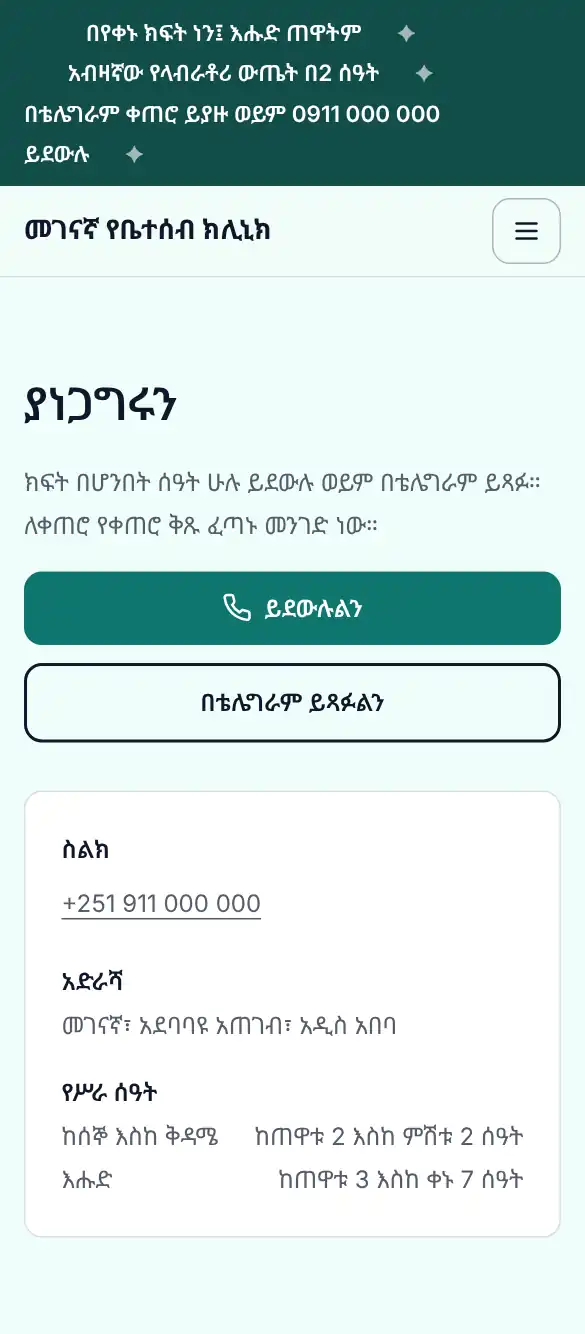 በየቀኑ ክፍት ነን፤ እሑድ ጠዋትም ✦
አብዛኛው የላብራቶሪ ውጤት በ2 ሰዓት ✦
በቴሌግራም ቀጠሮ ይያዙ ወይም 0911 000 000
ይደውሉ ✦
መገናኛ የቤተሰብ ክሊኒክ
ያነጋግሩን
ክፍት በሆንበት ሰዓት ሁሉ ይደውሉ ወይም በቴሌግራም ይጻፉ።
ለቀጠሮ የቀጠሮ ቅጹ ፈጣኑ መንገድ ነው።
ይደውሉልን
በቴሌግራም ይጻፉልን
ስልክ
+251 911 000 000
አድራሻ
መገናኛ፣ አደባባዩ አጠገብ፣ አዲስ አበባ
የሥራ ሰዓት
ከሰኞ እስከ ቅዳሜ ከጠዋቱ 2 እስከ ምሽቱ 2 ሰዓት
እሑድ ከጠዋቱ 3 እስከ ቀኑ 7 ሰዓት